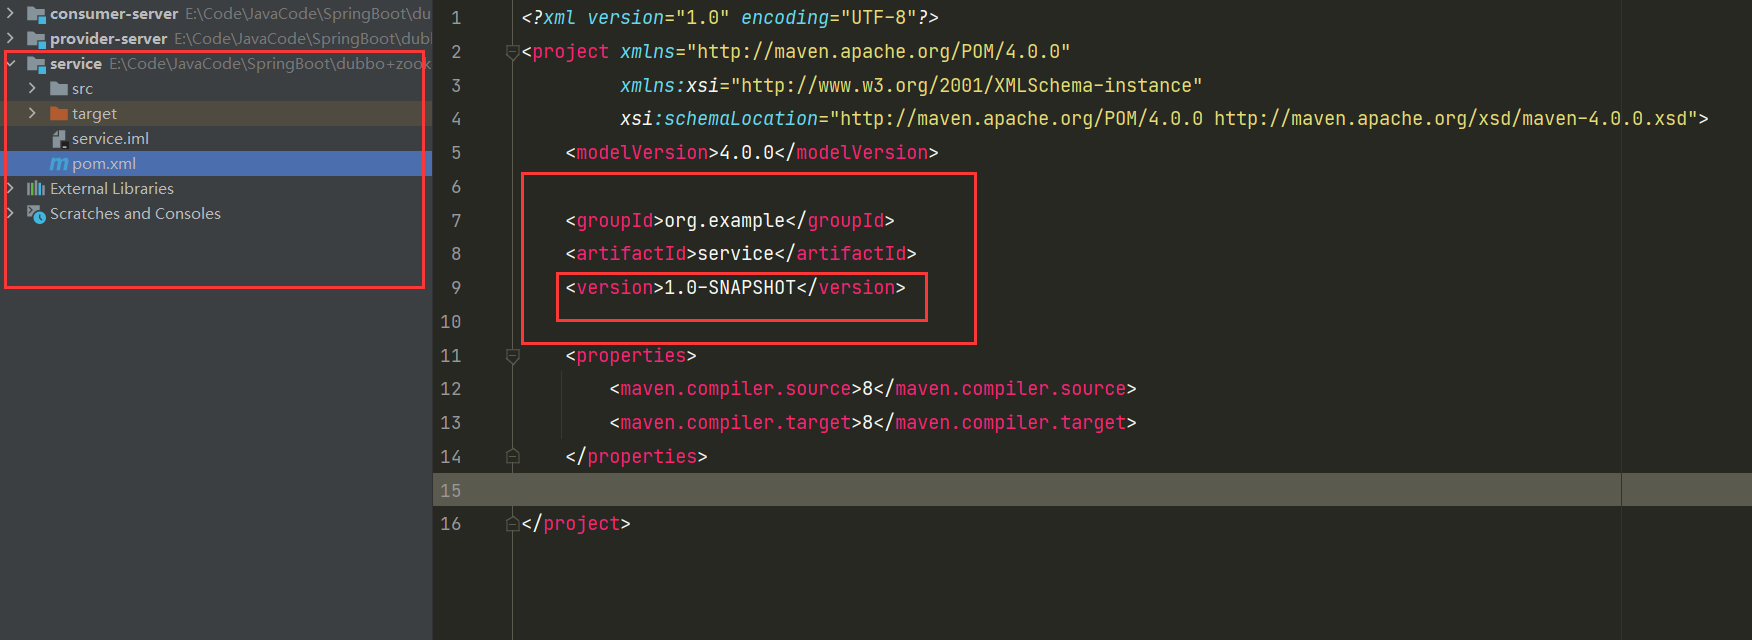 consumer-server E:\Code\JavaCode\SpringBoot\du
provider-server E:\Code\JavaCode\SpringBoot\dubb
service E:\Code\JavaCode\SpringBoot\dubbo+zook
src
target
service.iml
pom.xml
External Libraries
Scratches and Consoles
1 <?xml version="1.0" encoding="UTF-8"?>
2 <project xmlns="http://maven.apache.org/POM/4.0.0"
3 xmlns:xsi="http://www.w3.org/2001/XMLSchema-instance"
4 xsi:schemaLocation="http://maven.apache.org/POM/4.0.0 http://maven.apache.org/xsd/maven-4.0.0.xsd">
5 <modelVersion>4.0.0</modelVersion>
6
7 <groupId>org.example</groupId>
8 <artifactId>service</artifactId>
9 <version>1.0-SNAPSHOT</version>
10
11 <properties>
12 <maven.compiler.source>8</maven.compiler.source>
13 <maven.compiler.target>8</maven.compiler.target>
14 </properties>
15
16 </project>